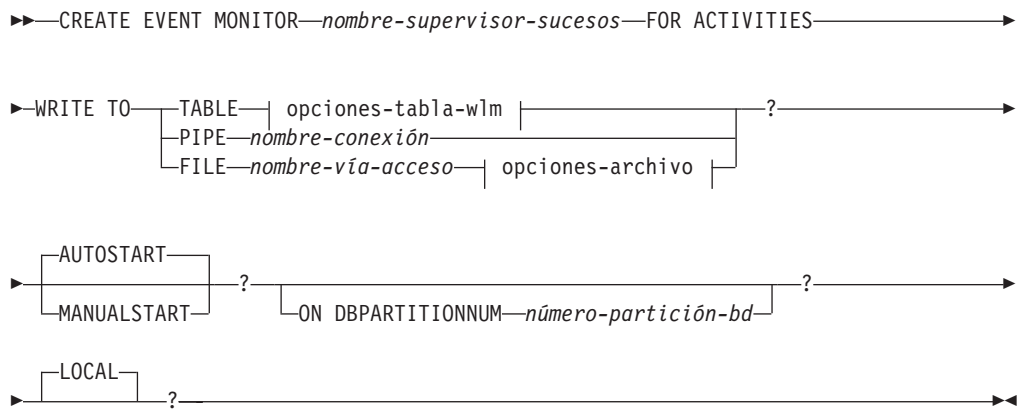 CREATE EVENT MONITOR nombre-supervisor-sucesos FOR ACTIVITIES
WRITE TO TABLE opciones-tabla-wlm ?
PIPE nombre-conexión
FILE nombre-vía-acceso opciones-archivo
AUTOSTART
? ?
MANUALSTART ON DBPARTITIONNUM número-partición-bd
LOCAL
?